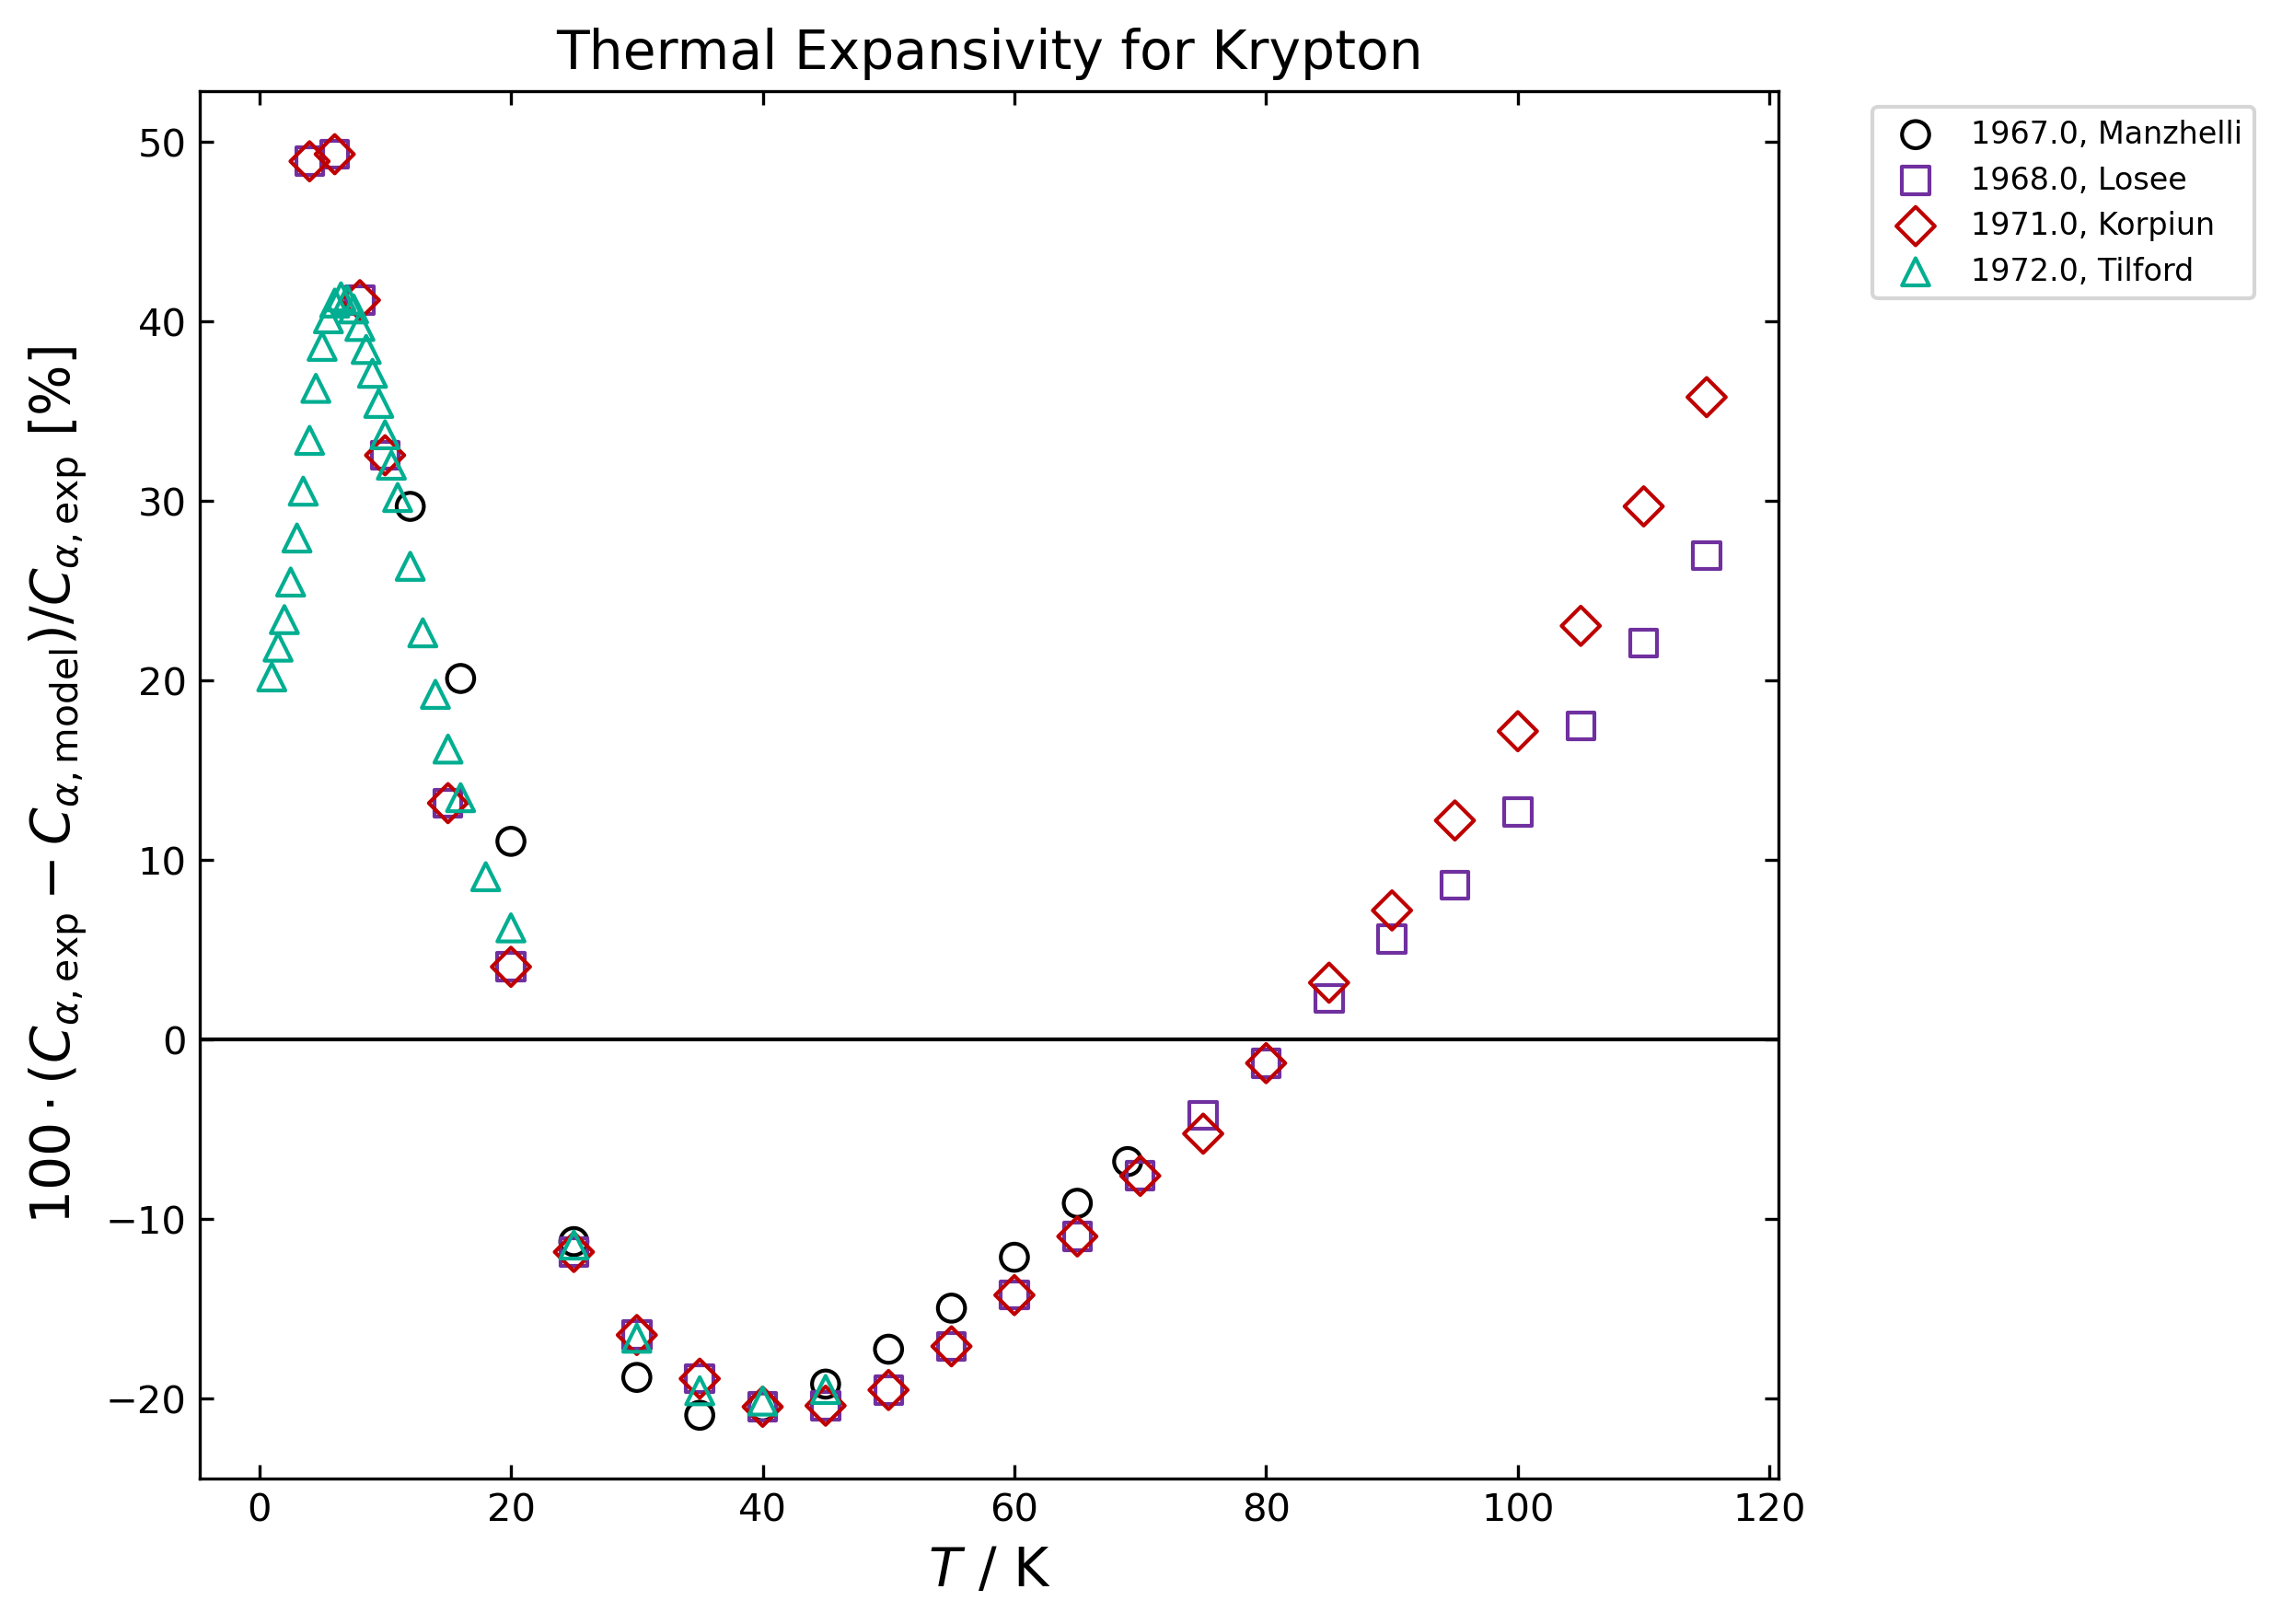 Thermal Expansivity for Krypton
100 · (Cα, exp − Cα, model)/Cα, exp [%]
50
40
30
20
10
0
−10
−20
0 20 40 60 80 100 120
T / K
1967.0, Manzhelli
1968.0, Losee
1971.0, Korpiun
1972.0, Tilford